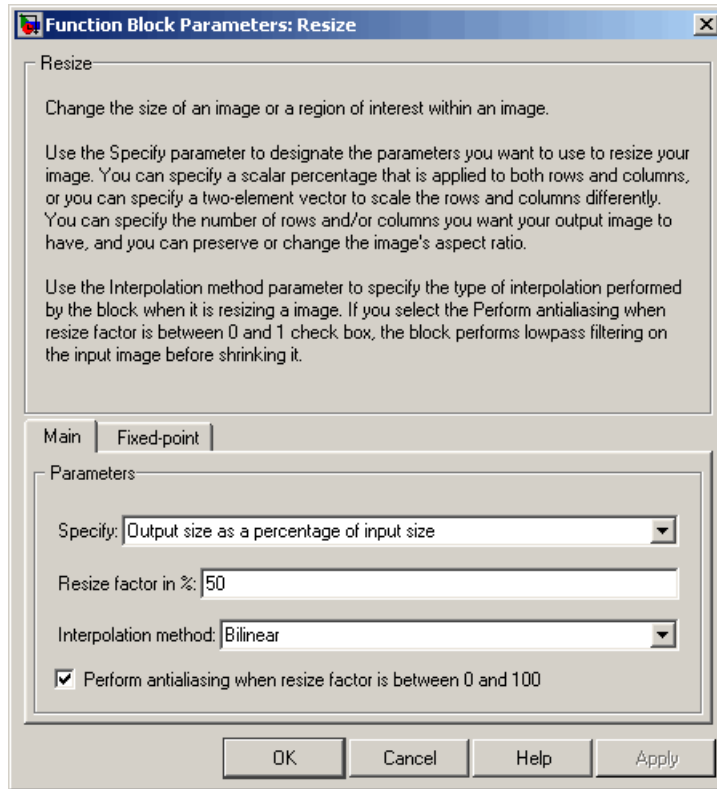 Function Block Parameters: Resize
Resize
Change the size of an image or a region of interest within an image.
Use the Specify parameter to designate the parameters you want to use to resize your
image. You can specify a scalar percentage that is applied to both rows and columns,
or you can specify a two-element vector to scale the rows and columns differently.
You can specify the number of rows and/or columns you want your output image to
have, and you can preserve or change the image's aspect ratio.
Use the Interpolation method parameter to specify the type of interpolation performed
by the block when it is resizing a image. If you select the Perform antialiasing when
resize factor is between 0 and 1 check box, the block performs lowpass filtering on
the input image before shrinking it.
Main Fixed-point
Parameters
Specify: Output size as a percentage of input size
Resize factor in %: 50
Interpolation method: Bilinear
Perform antialiasing when resize factor is between 0 and 100
OK Cancel Help Apply